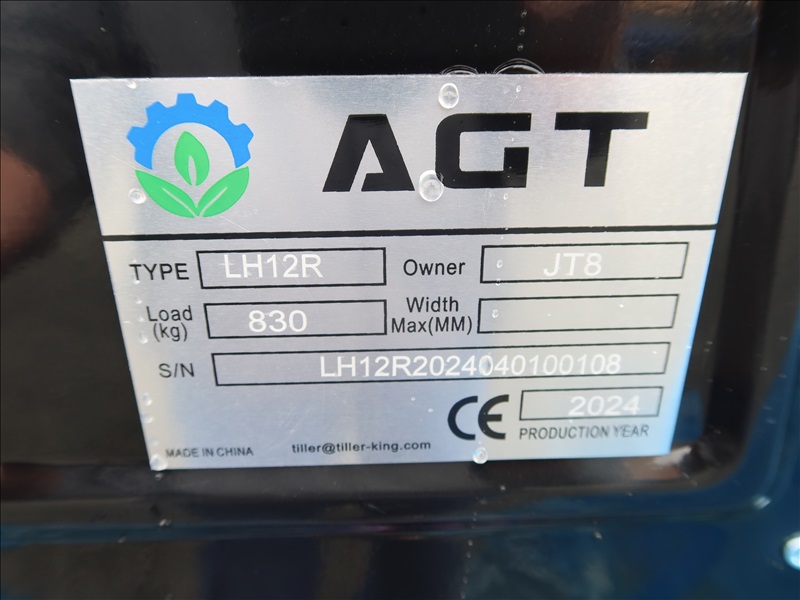 AGT
TYPE LH12R Owner JT8
Load (kg) 830 Width Max(MM)
S/N LH12R2024040100108
CE 2024
PRODUCTION YEAR
MADE IN CHINA tiller@tiller-king.com